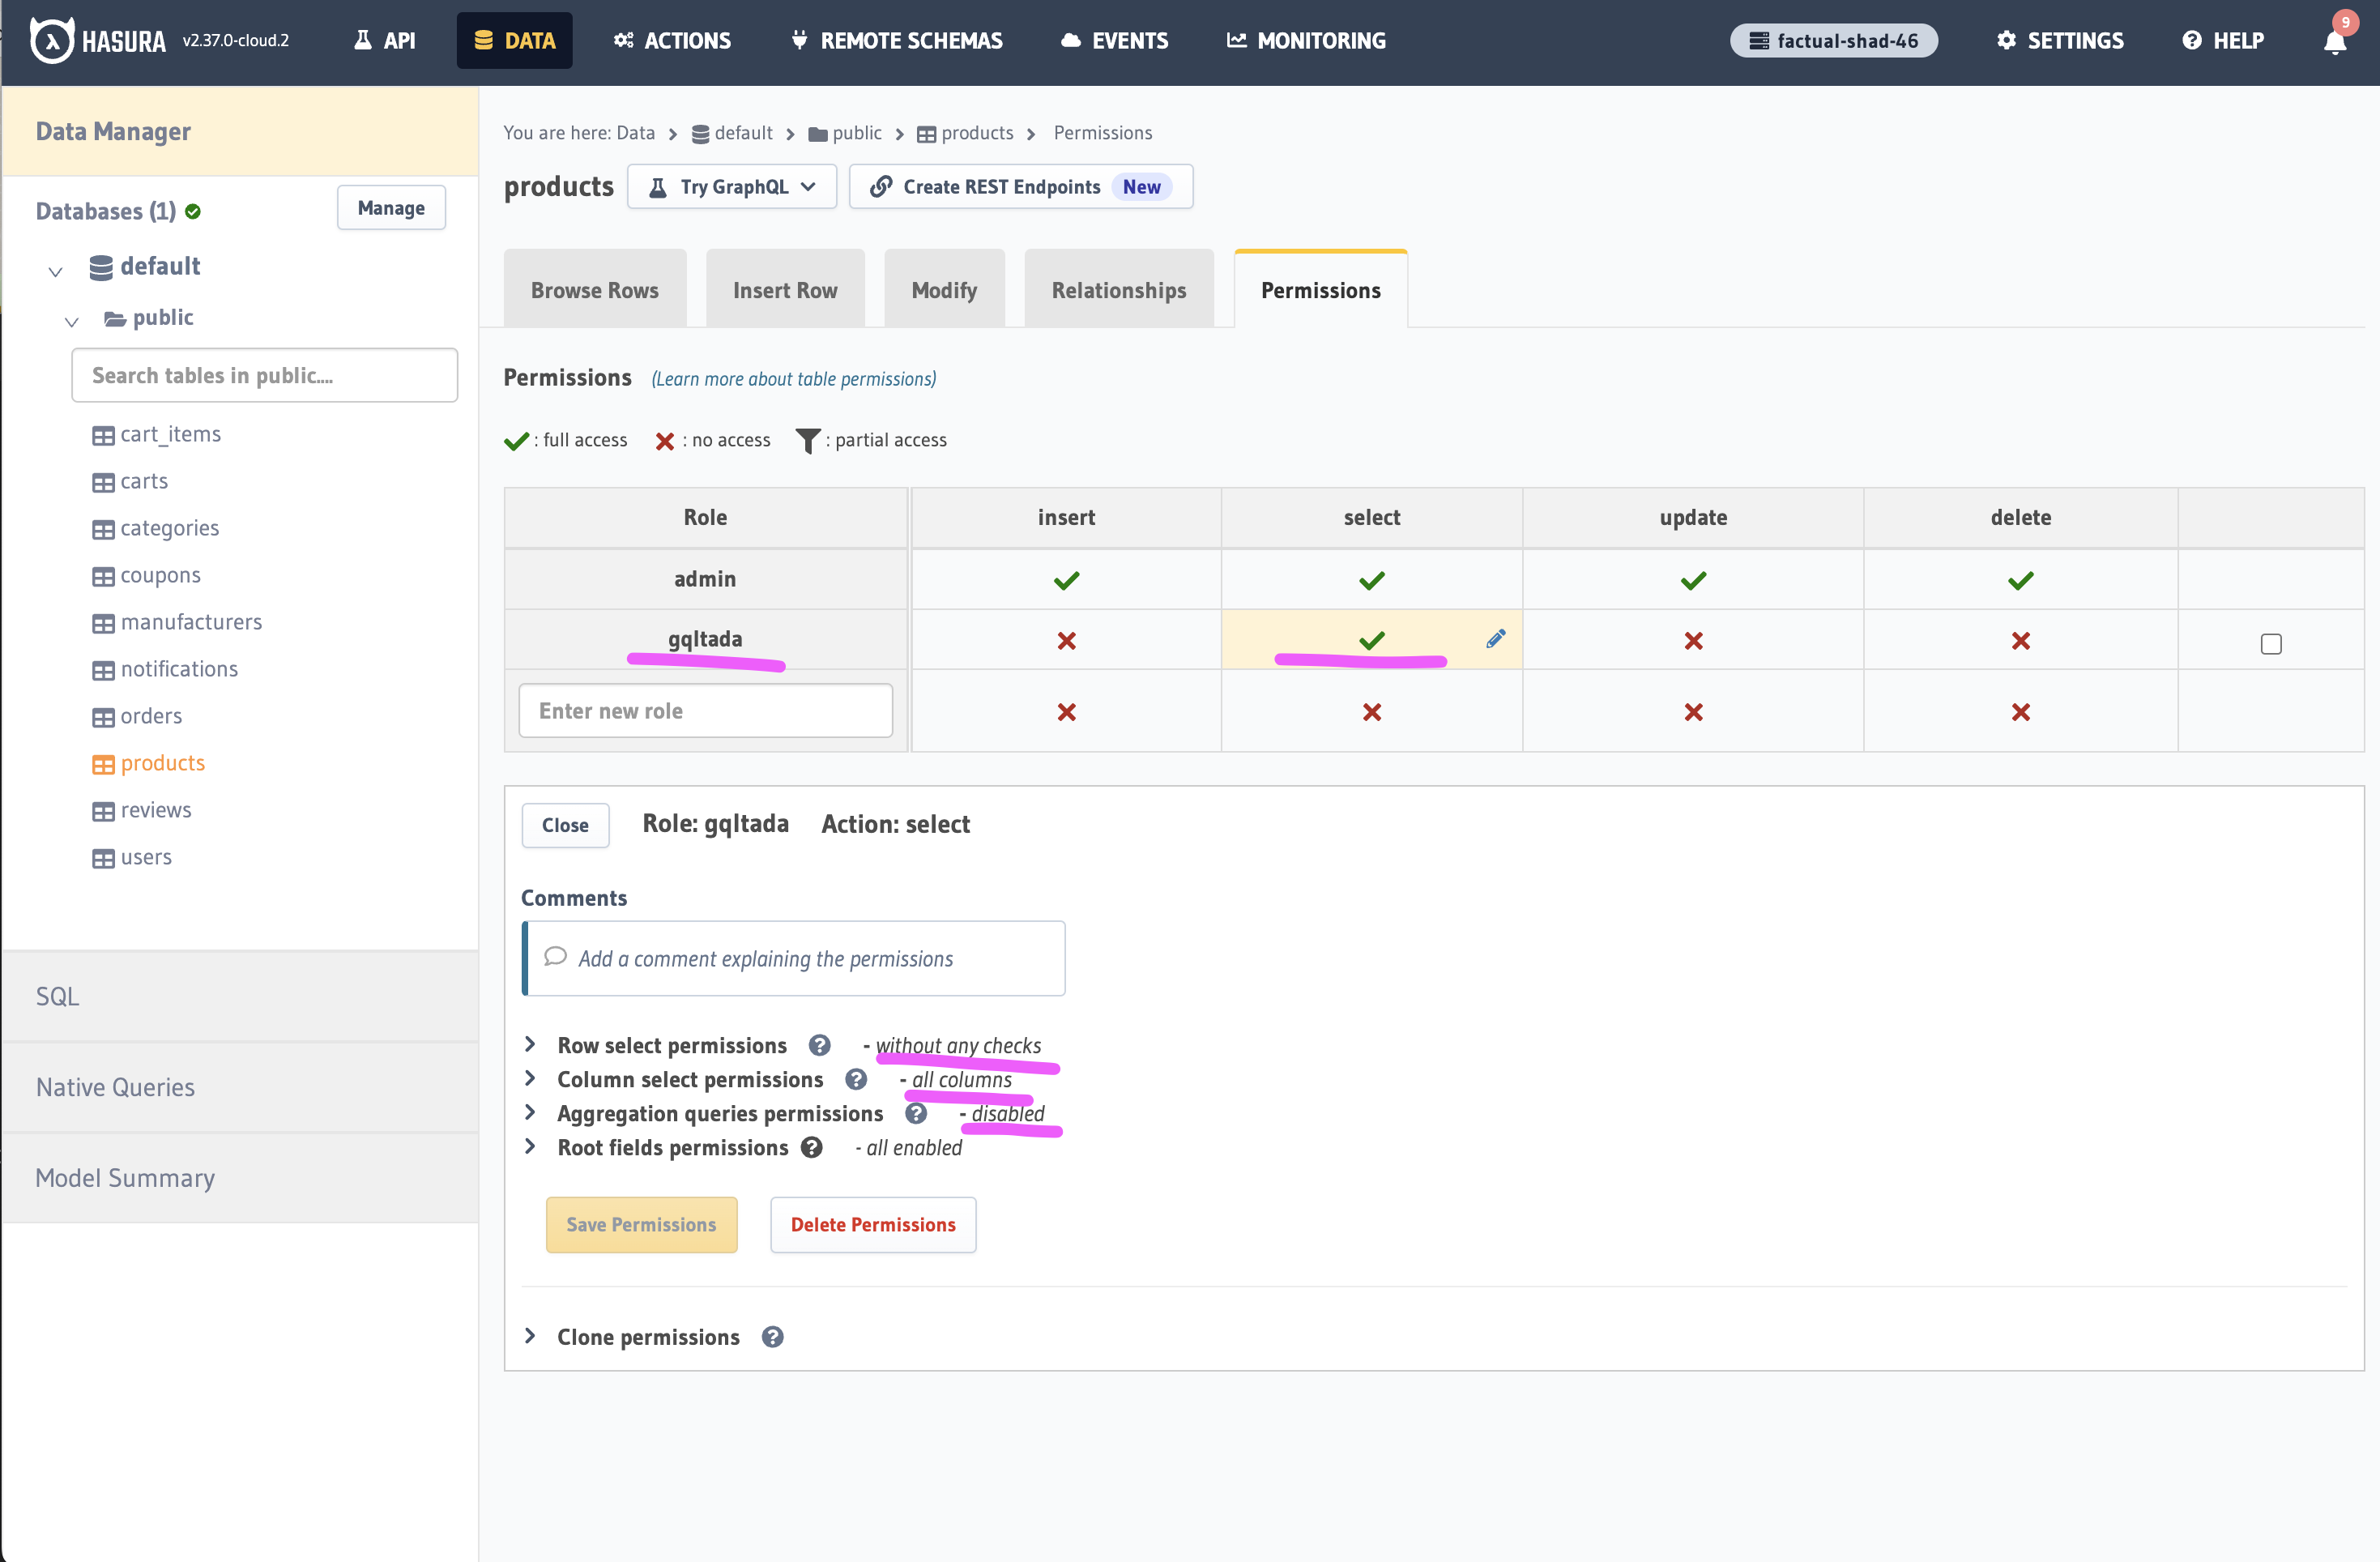 HASURA v2.37.0-cloud.2 API DATA ACTIONS REMOTE SCHEMAS EVENTS MONITORING factual-shad-46 SETTINGS HELP 9
Data Manager
Databases (1) Manage
default
public
Search tables in public....
cart_items
carts
categories
coupons
manufacturers
notifications
orders
products
reviews
users
SQL
Native Queries
Model Summary
You are here: Data > default > public > products > Permissions
products Try GraphQL Create REST Endpoints New
Browse Rows Insert Row Modify Relationships Permissions
Permissions (Learn more about table permissions)
: full access : no access : partial access
Role insert select update delete
admin
gqltada
Enter new role
Close Role: gqltada Action: select
Comments
Add a comment explaining the permissions
Row select permissions - without any checks
Column select permissions - all columns
Aggregation queries permissions - disabled
Root fields permissions - all enabled
Save Permissions Delete Permissions
Clone permissions